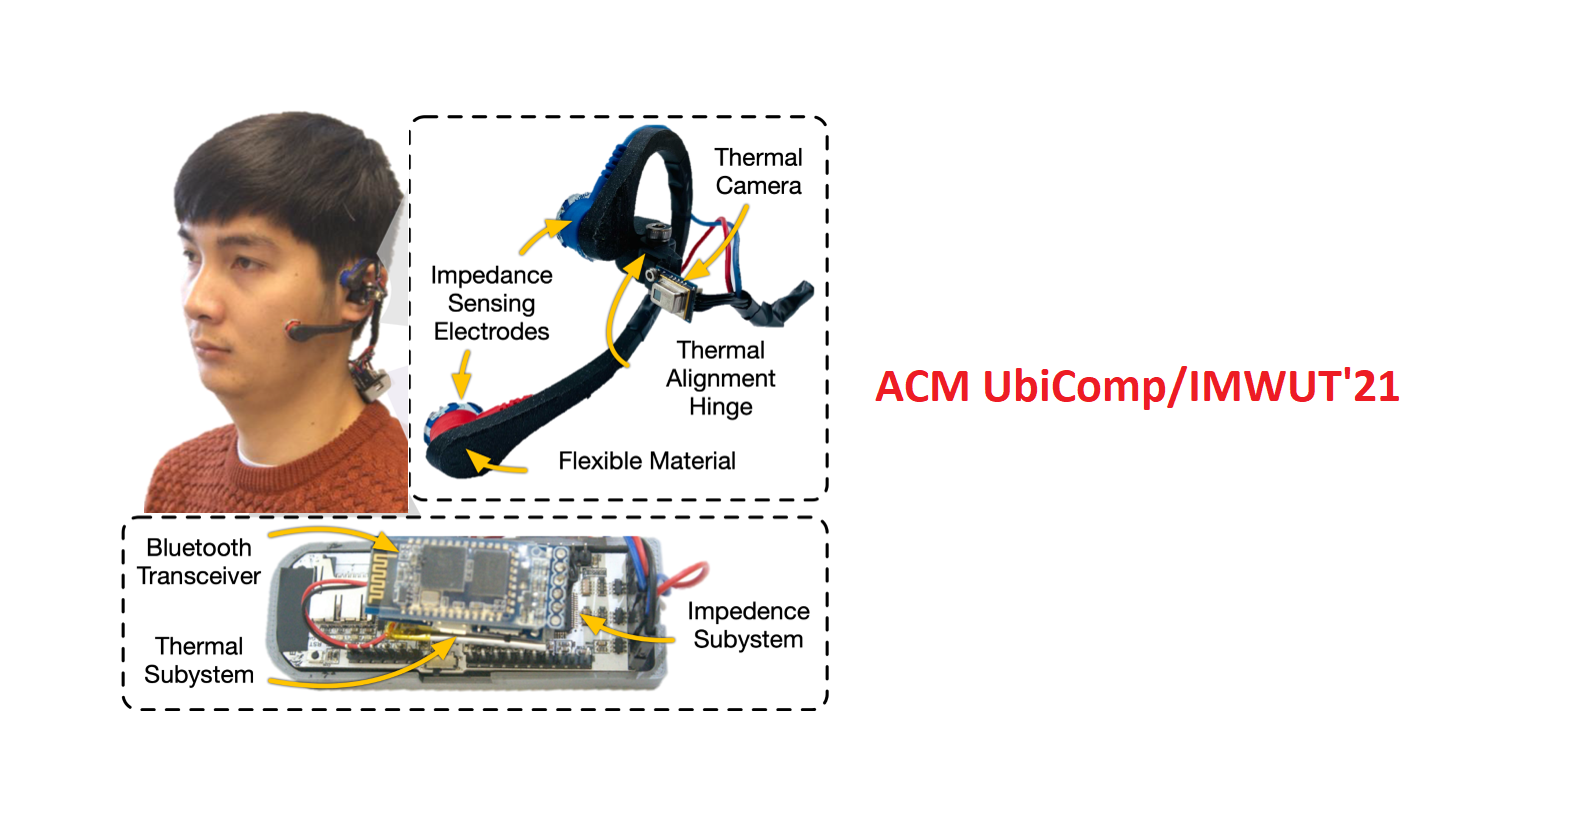 Thermal
Camera
Impedance
Sensing
Electrodes
Thermal
Alignment
Hinge
Flexible Material
ACM UbiComp/IMWUT'21
Bluetooth
Transceiver
Thermal
Subystem
Impedence
Subystem